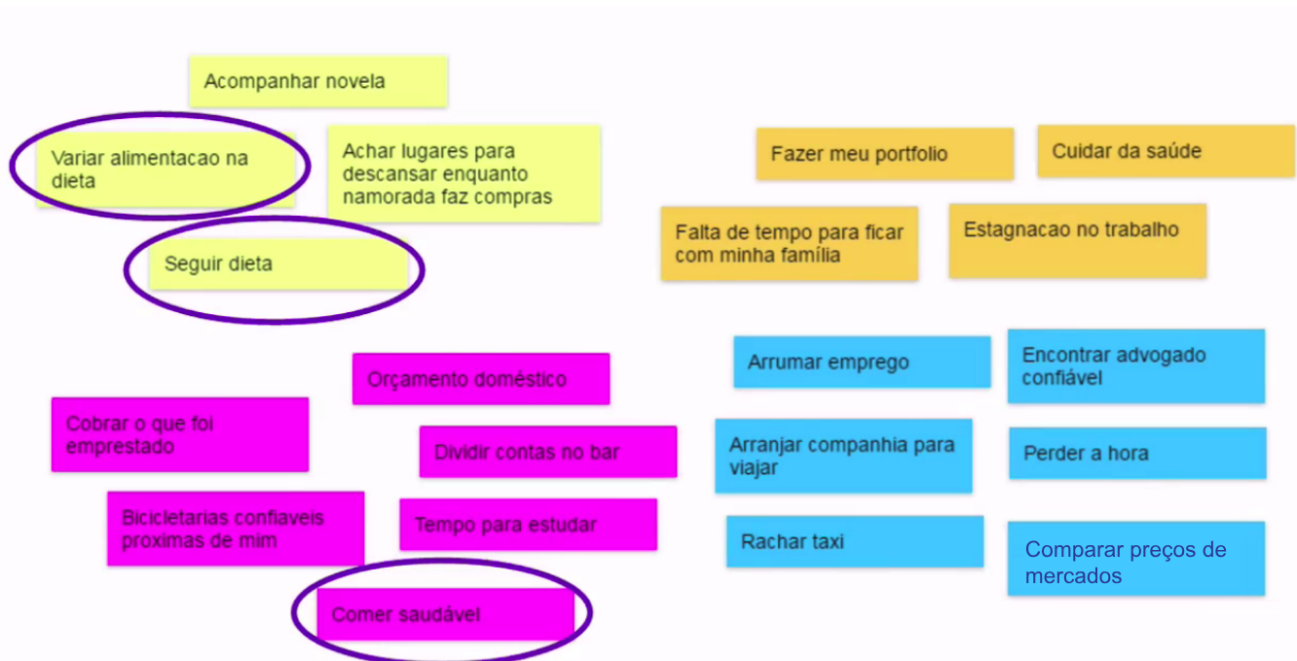 Acompanhar novela
Variar alimentacao na
dieta
Achar lugares para
descansar enquanto
namorada faz compras
Seguir dieta
Fazer meu portfolio
Cuidar da saúde
Falta de tempo para ficar
com minha família
Estagnacao no trabalho
Orçamento doméstico
Cobrar o que foi
emprestado
Dividir contas no bar
Bicicletarias confiaveis
proximas de mim
Tempo para estudar
Comer saudável
Arrumar emprego
Encontrar advogado
confiável
Arranjar companhia para
viajar
Perder a hora
Rachar taxi
Comparar preços de
mercados